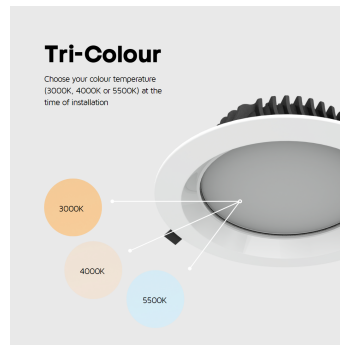 Tri-Colour
Choose your colour temperature
(3000K, 4000K or 5500K) at the
time of installation
3000K
4000K
5500K